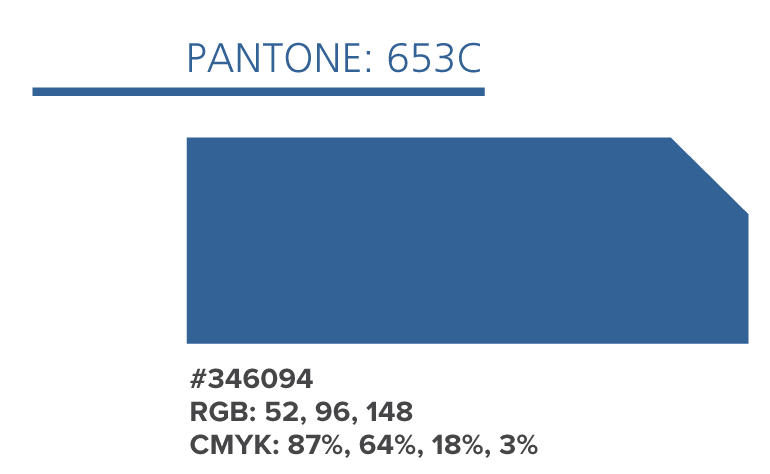 PANTONE: 653C
#346094
RGB: 52, 96, 148
CMYK: 87%, 64%, 18%, 3%